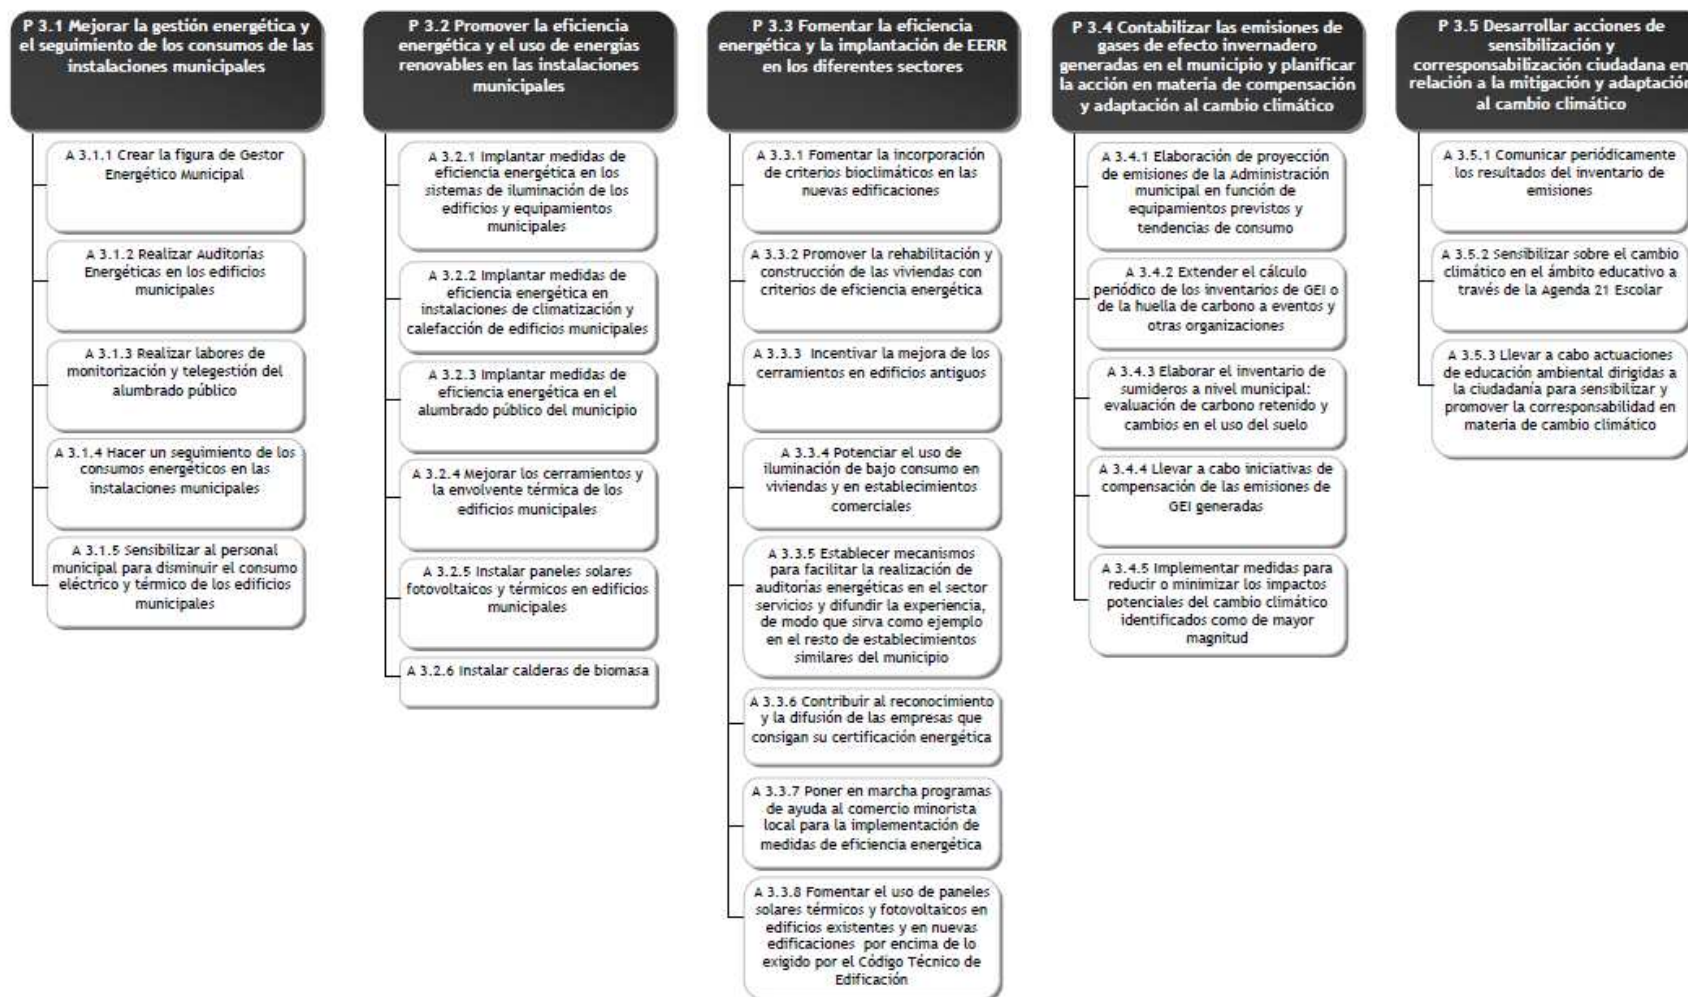 P 3.1 Mejorar la gestión energética y
el seguimiento de los consumos de las
instalaciones municipales
A 3.1.1 Crear la figura de Gestor
Energético Municipal
A 3.1.2 Realizar Auditorías
Energéticas en los edificios
municipales
A 3.1.3 Realizar labores de
monitorización y telegestión del
alumbrado público
A 3.1.4 Hacer un seguimiento de los
consumos energéticos en las
instalaciones municipales
A 3.1.5 Sensibilizar al personal
municipal para disminuir el consumo
eléctrico y térmico de los edificios
municipales
P 3.2 Promover la eficiencia
energética y el uso de energías
renovables en las instalaciones
municipales
A 3.2.1 Implantar medidas de
eficiencia energética en los
sistemas de iluminación de los
edificios y equipamientos
municipales
A 3.2.2 Implantar medidas de
eficiencia energética en
instalaciones de climatización y
calefacción de edificios municipales
A 3.2.3 Implantar medidas de
eficiencia energética en el
alumbrado público del municipio
A 3.2.4 Mejorar los cerramientos y
la envolvente térmica de los
edificios municipales
A 3.2.5 Instalar paneles solares
fotovoltaicos y térmicos en edificios
municipales
A 3.2.6 Instalar calderas de biomasa
P 3.3 Fomentar la eficiencia
energética y la implantación de EERR
en los diferentes sectores
A 3.3.1 Fomentar la incorporación
de criterios bioclimáticos en las
nuevas edificaciones
A 3.3.2 Promover la rehabilitación y
construcción de las viviendas con
criterios de eficiencia energética
A 3.3.3 Incentivar la mejora de los
cerramientos en edificios antiguos
A 3.3.4 Potenciar el uso de
iluminación de bajo consumo en
viviendas y en establecimientos
comerciales
A 3.3.5 Establecer mecanismos
para facilitar la realización de
auditorías energéticas en el sector
servicios y difundir la experiencia,
de modo que sirva como ejemplo
en el resto de establecimientos
similares del municipio
A 3.3.6 Contribuir al reconocimiento
y la difusión de las empresas que
consigan su certificación energética
A 3.3.7 Poner en marcha programas
de ayuda al comercio minorista
local para la implementación de
medidas de eficiencia energética
A 3.3.8 Fomentar el uso de paneles
solares térmicos y fotovoltaicos en
edificios existentes y en nuevas
edificaciones por encima de lo
exigido por el Código Técnico de
Edificación
P 3.4 Contabilizar las emisiones de
gases de efecto invernadero
generadas en el municipio y planificar
la acción en materia de compensación
y adaptación al cambio climático
A 3.4.1 Elaboración de proyección
de emisiones de la Administración
municipal en función de
equipamientos previstos y
tendencias de consumo
A 3.4.2 Extender el cálculo
periódico de los inventarios de GEI o
de la huella de carbono a eventos y
otras organizaciones
A 3.4.3 Elaborar el inventario de
sumideros a nivel municipal:
evaluación de carbono retenido y
cambios en el uso del suelo
A 3.4.4 Llevar a cabo iniciativas de
compensación de las emisiones de
GEI generadas
A 3.4.5 Implementar medidas para
reducir o minimizar los impactos
potenciales del cambio climático
identificados como de mayor
magnitud
P 3.5 Desarrollar acciones de
sensibilización y
corresponsabilización ciudadana en
relación a la mitigación y adaptación
al cambio climático
A 3.5.1 Comunicar periódicamente
los resultados del inventario de
emisiones
A 3.5.2 Sensibilizar sobre el cambio
climático en el ámbito educativo a
través de la Agenda 21 Escolar
A 3.5.3 Llevar a cabo actuaciones
de educación ambiental dirigidas a
la ciudadanía para sensibilizar y
promover la corresponsabilidad en
materia de cambio climático